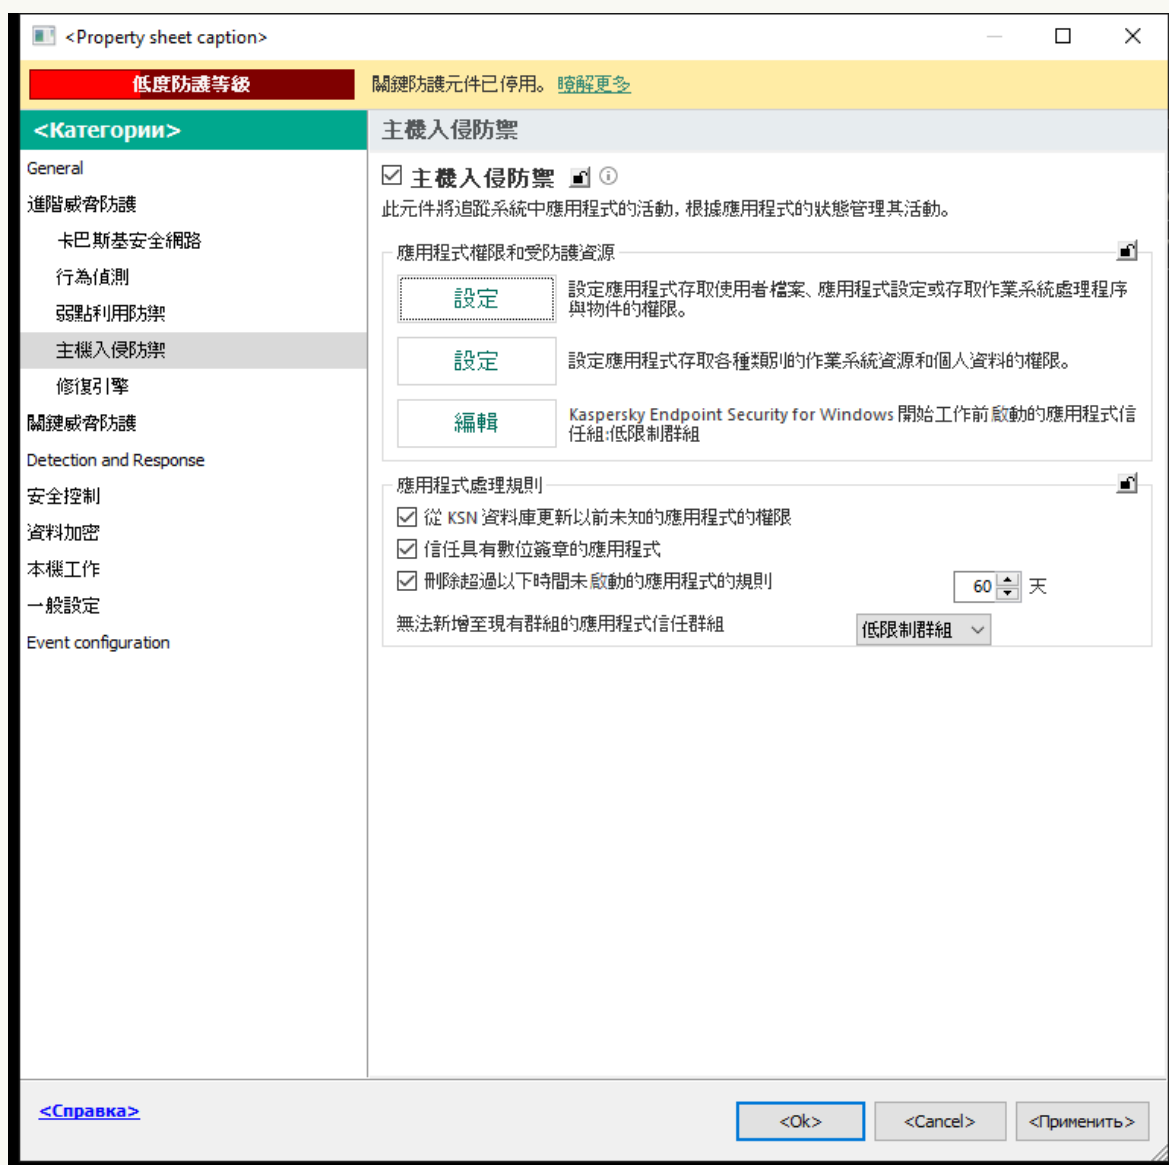 <Property sheet caption>
低度防護等級
關鍵防護元件已停用。 瞭解更多
<Категории>
主機入侵防禦
General
進階威脅防護
卡巴斯基安全網路
行為偵測
弱點利用防禦
主機入侵防禦
修復引擎
關鍵威脅防護
Detection and Response
安全控制
資料加密
本機工作
一般設定
Event configuration
主機入侵防禦
此元件將追蹤系統中應用程式的活動, 根據應用程式的狀態管理其活動。
應用程式權限和受防護資源
設定
設定應用程式存取使用者檔案、應用程式設定或存取作業系統處理程序
與物件的權限。
設定
設定應用程式存取各種類別的作業系統資源和個人資料的權限。
編輯
Kaspersky Endpoint Security for Windows 開始工作前啟動的應用程式信
任組:低限制群組
應用程式處理規則
從 KSN 資料庫更新以前未知的應用程式的權限
信任具有數位簽章的應用程式
刪除超過以下時間未啟動的應用程式的規則
60 天
無法新增至現有群組的應用程式信任群組
低限制群組
<Справка>
<Ok>
<Cancel>
<Применить>